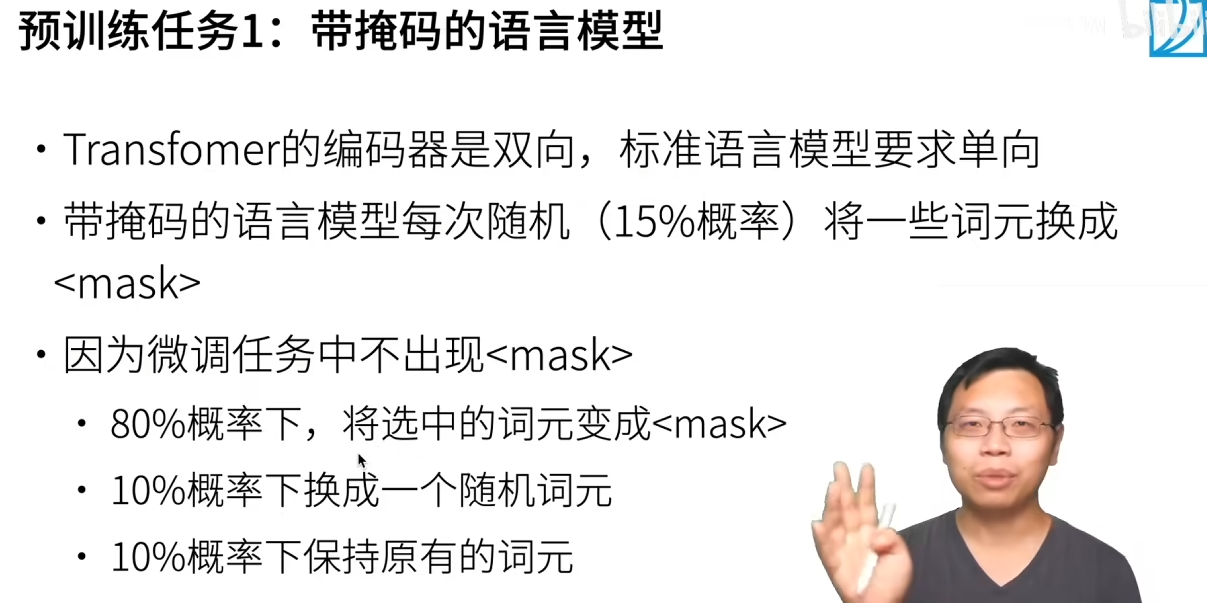 预训练任务1：带掩码的语言模型
• Transfomer的编码器是双向，标准语言模型要求单向
• 带掩码的语言模型每次随机（15%概率）将一些词元换成
<mask>
• 因为微调任务中不出现<mask>
• 80%概率下，将选中的词元变成<mask>
• 10%概率下换成一个随机词元
• 10%概率下保持原有的词元